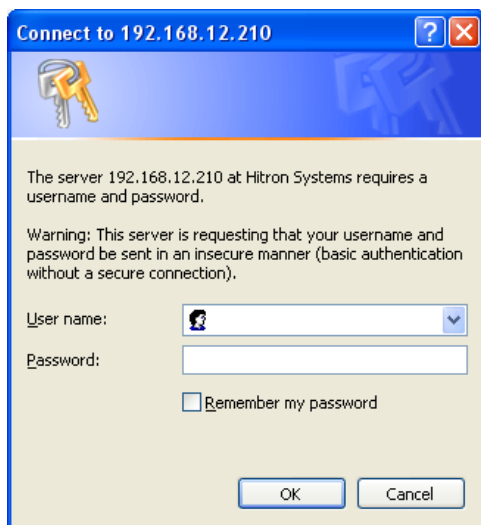 Connect to 192.168.12.210
The server 192.168.12.210 at Hitron Systems requires a
username and password.
Warning: This server is requesting that your username and
password be sent in an insecure manner (basic authentication
without a secure connection).
User name:
Password:
Remember my password
OK
Cancel